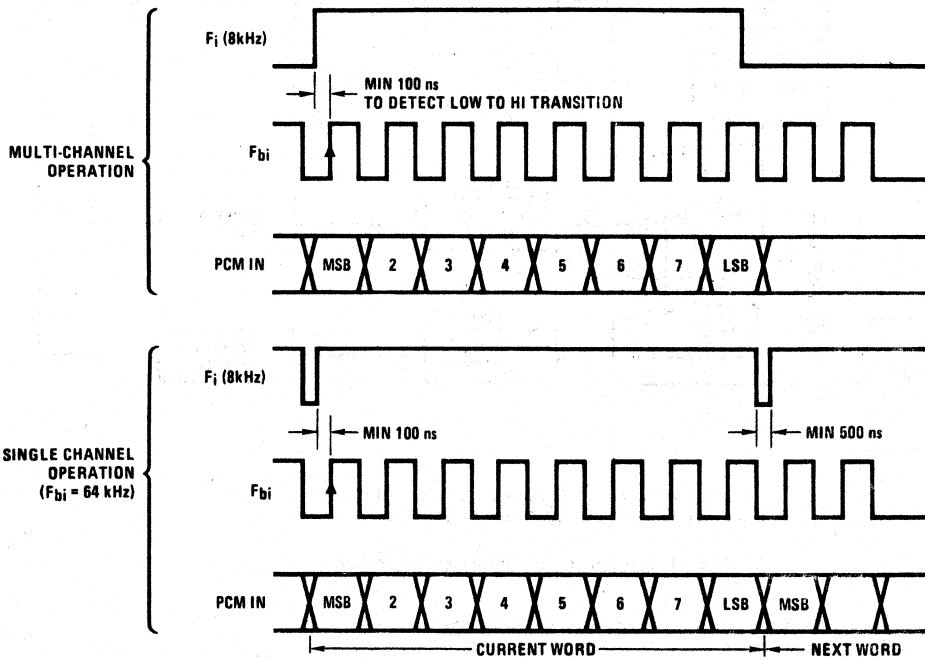 Fi (8kHz)
MIN 100 ns
TO DETECT LOW TO HI TRANSITION
MULTI-CHANNEL
OPERATION
Fbi
PCM IN
MSB 2 3 4 5 6 7 LSB
Fi (8kHz)
MIN 100 ns
MIN 500 ns
SINGLE CHANNEL
OPERATION
(Fbi = 64 kHz)
Fbi
PCM IN
MSB 2 3 4 5 6 7 LSB MSB
CURRENT WORD
NEXT WORD